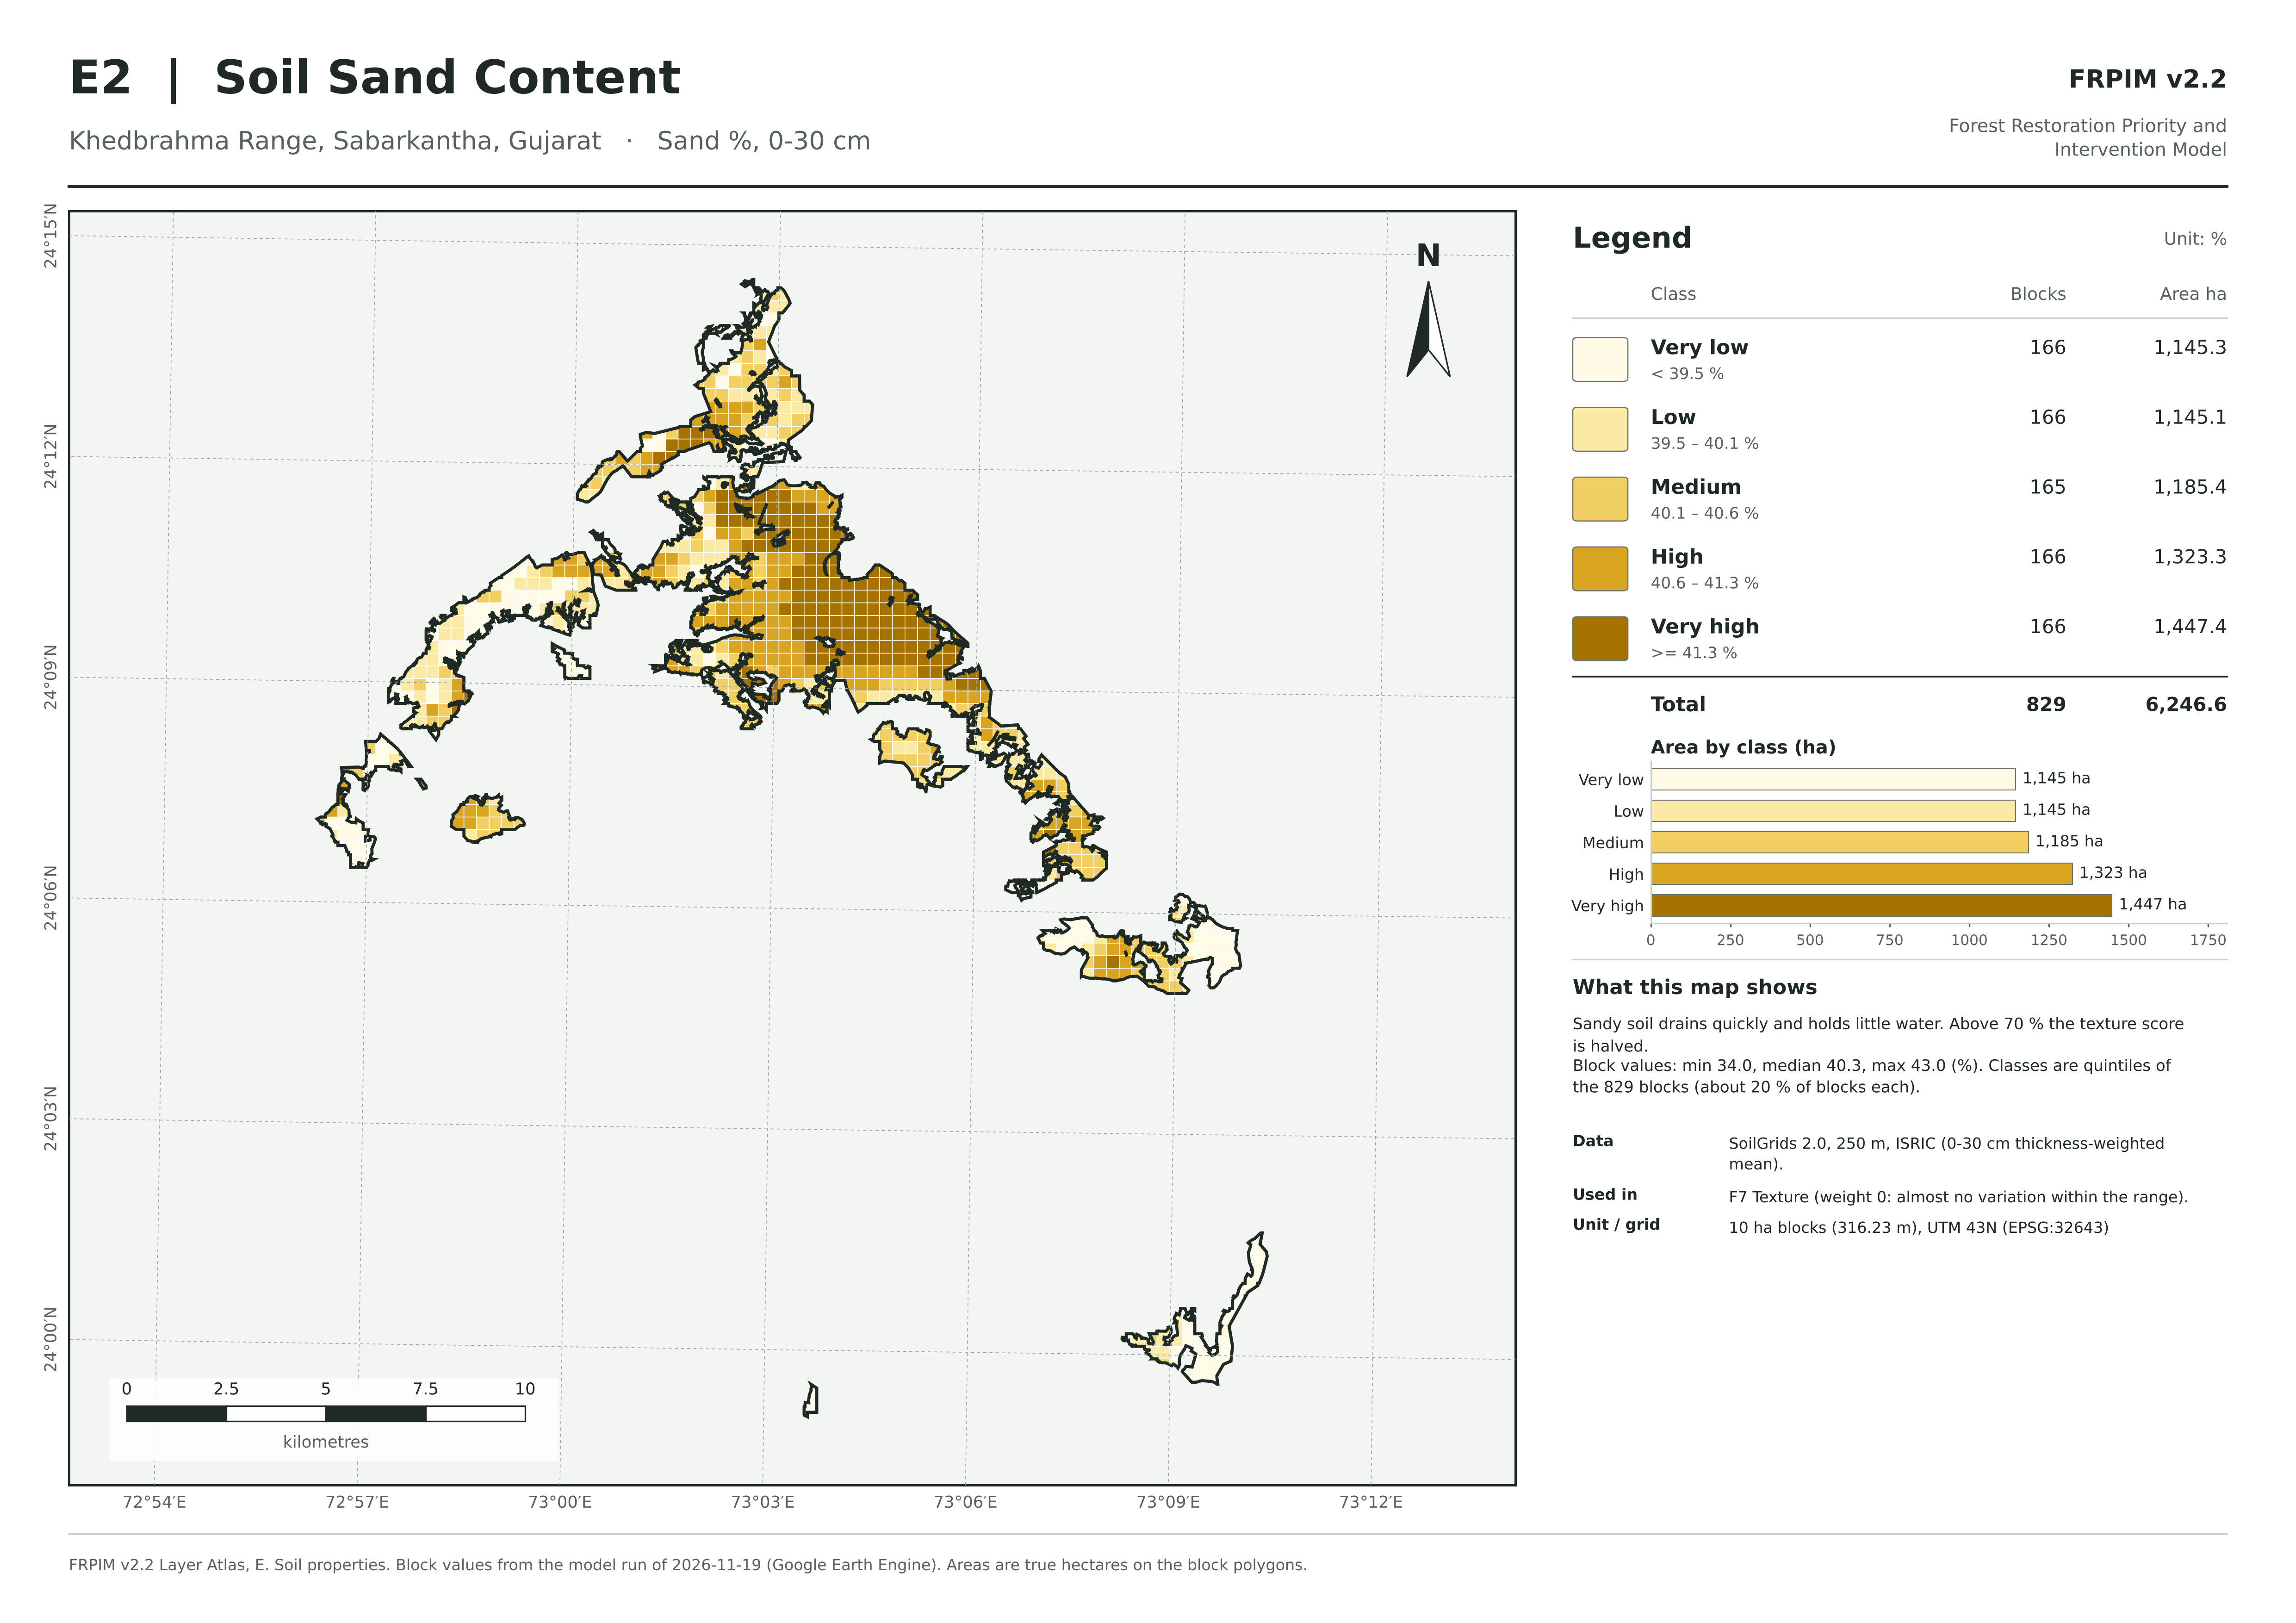 E2 | Soil Sand Content
Khedbrahma Range, Sabarkantha, Gujarat · Sand %, 0-30 cm
FRPIM v2.2
Forest Restoration Priority and
Intervention Model
24°15′N
24°12′N
24°09′N
24°06′N
24°03′N
24°00′N
N
0 2.5 5 7.5 10
kilometres
72°54′E 72°57′E 73°00′E 73°03′E 73°06′E 73°09′E 73°12′E
Legend Unit: %
Class Blocks Area ha
Very low 166 1,145.3
< 39.5 %
Low 166 1,145.1
39.5 – 40.1 %
Medium 165 1,185.4
40.1 – 40.6 %
High 166 1,323.3
40.6 – 41.3 %
Very high 166 1,447.4
>= 41.3 %
Total 829 6,246.6
Area by class (ha)
Very low 1,145 ha
Low 1,145 ha
Medium 1,185 ha
High 1,323 ha
Very high 1,447 ha
0 250 500 750 1000 1250 1500 1750
What this map shows
Sandy soil drains quickly and holds little water. Above 70 % the texture score
is halved.
Block values: min 34.0, median 40.3, max 43.0 (%). Classes are quintiles of
the 829 blocks (about 20 % of blocks each).
Data SoilGrids 2.0, 250 m, ISRIC (0-30 cm thickness-weighted
mean).
Used in F7 Texture (weight 0: almost no variation within the range).
Unit / grid 10 ha blocks (316.23 m), UTM 43N (EPSG:32643)
FRPIM v2.2 Layer Atlas, E. Soil properties. Block values from the model run of 2026-11-19 (Google Earth Engine). Areas are true hectares on the block polygons.